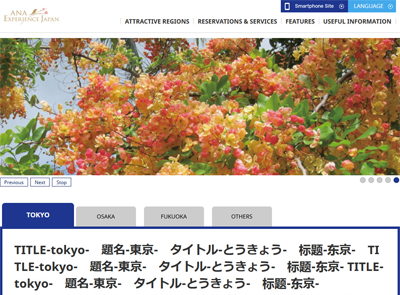 ANA
EXPERIENCE JAPAN
Smartphone Site
LANGUAGE
ATTRACTIVE REGIONS
RESERVATIONS & SERVICES
FEATURES
USEFUL INFORMATION
Previous
Next
Stop
TOKYO
OSAKA
FUKUOKA
OTHERS
TITLE-tokyo- 題名-東京- タイトル-とうきょう- 标题-东京- TI
TLE-tokyo- 題名-東京- タイトル-とうきょう- 标题-东京- TITLE-
tokyo- 題名-東京- タイトル-とうきょう- 标题-东京-